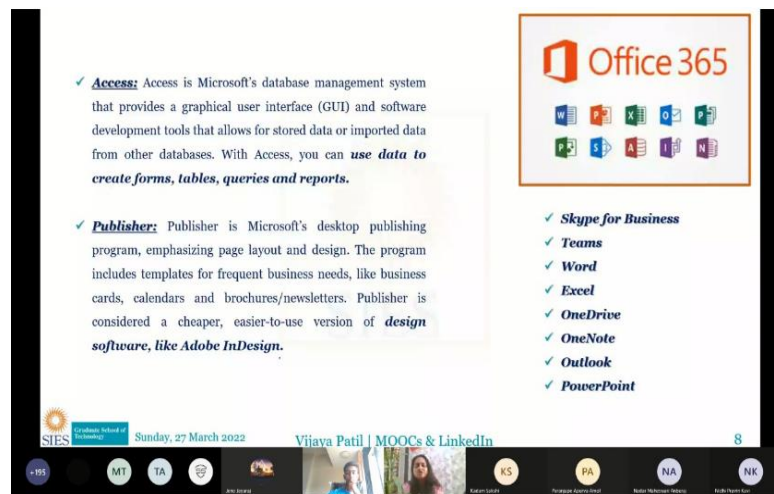 ✓ Access: Access is Microsoft's database management system
that provides a graphical user interface (GUI) and software
development tools that allows for stored data or imported data
from other databases. With Access, you can use data to
create forms, tables, queries and reports.
✓ Publisher: Publisher is Microsoft's desktop publishing
program, emphasizing page layout and design. The program
includes templates for frequent business needs, like business
cards, calendars and brochures/newsletters. Publisher is
considered a cheaper, easier-to-use version of design
software, like Adobe InDesign.
Office 365
✓ Skype for Business
✓ Teams
✓ Word
✓ Excel
✓ OneDrive
✓ OneNote
✓ Outlook
✓ PowerPoint
SIES
Graduate School of
Technology
Sunday, 27 March 2022
Vijaya Patil | MOOCs & LinkedIn
8
+195
MT
TA
KS
PA
NA
NK